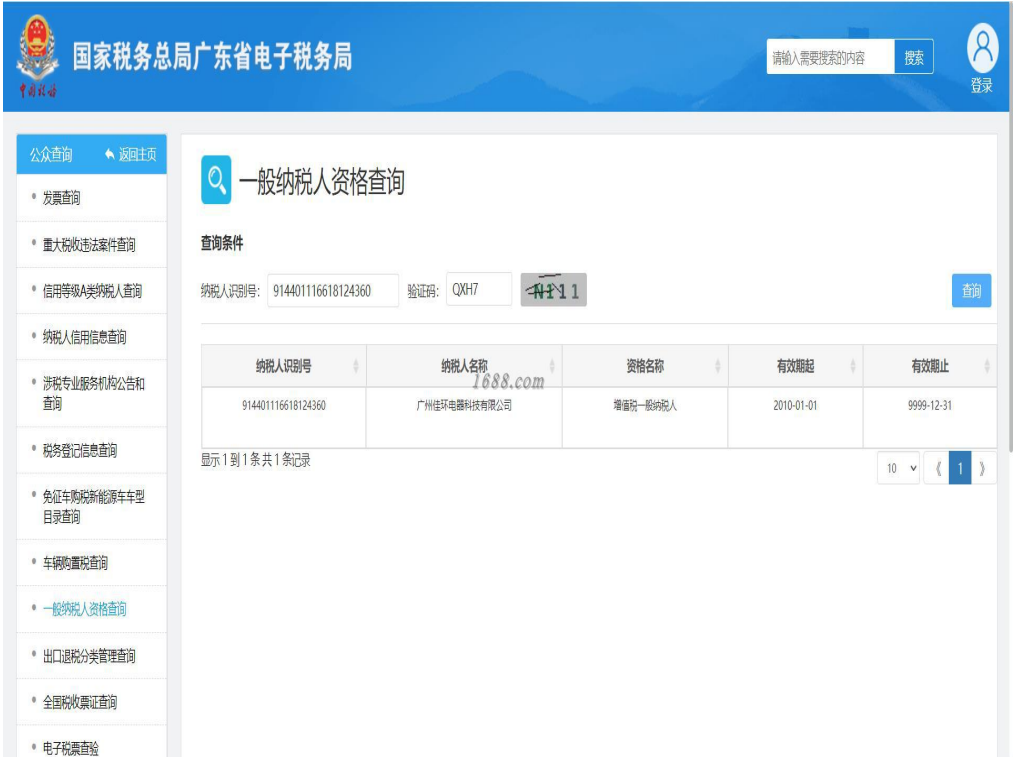 国家税务总局广东省电子税务局
中国税务
请输入需要搜索的内容
搜索
登录
公众查询 返回主页
发票查询
重大税收违法案件查询
信用等级A类纳税人查询
纳税人信用信息查询
涉税专业服务机构公告和
查询
税务登记信息查询
免征车购税新能源车车型
目录查询
车辆购置税查询
一般纳税人资格查询
出口退税分类管理查询
全国税收票证查询
电子税票查验
一般纳税人资格查询
查询条件
纳税人识别号: 914401116618124360 验证码: QXH7 查询
纳税人识别号 纳税人名称 资格名称 有效期起 有效期止
1688.com
914401116618124360 广州佳环电器科技有限公司 增值税一般纳税人 2010-01-01 9999-12-31
显示 1 到 1 条 共 1 条记录
10 《 1 》